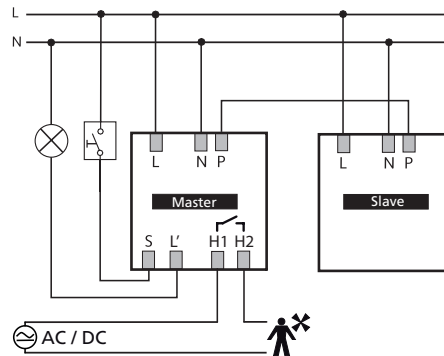 L
N
L N P
L N P
Master
Slave
S L' H1 H2
AC / DC